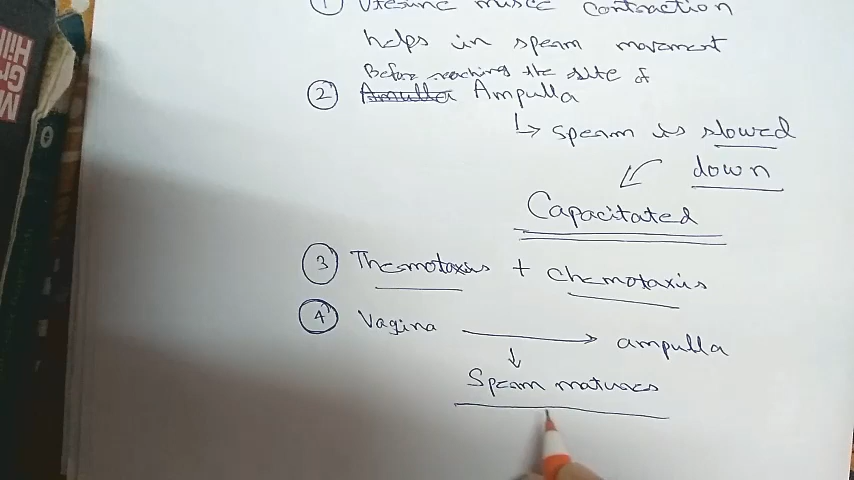 ① Uterine muscle contraction
helps in sperm movement
Before reaching the site of
② Amulla Ampulla
↳ sperm is slowed
down
Capacitated
③ Thermotaxis + Chemotaxis
④ Vagina → ampulla
↓
Sperm matures